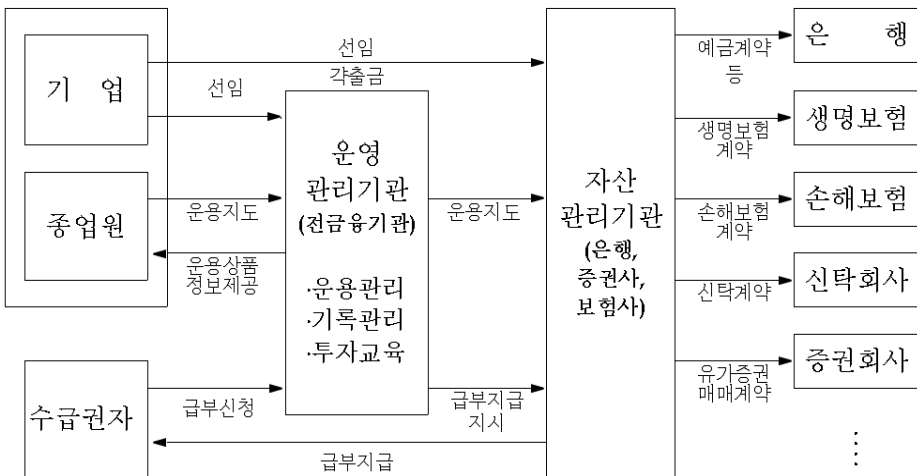 기 업
종업원
수급권자
선임
갹출금
선임
운용지도
운용상품
정보제공
급부신청
운영
관리기관
(전금융기관)
·운용관리
·기록관리
·투자교육
운용지도
급부지급
지시
급부지급
자산
관리기관
(은행,
증권사,
보험사)
예금계약
등
생명보험
계약
손해보험
계약
신탁계약
유가증권
매매계약
은 행
생명보험
손해보험
신탁회사
증권회사
⋮